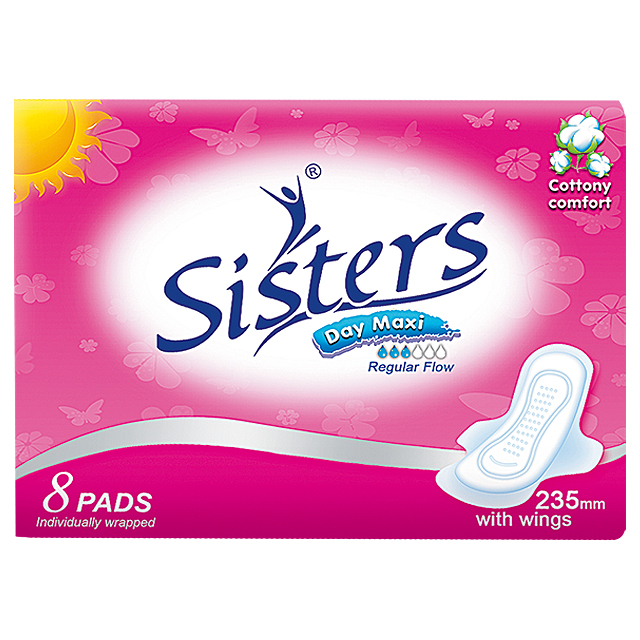 Cottony
comfort
Sisters®
Day Maxi
Regular Flow
8 PADS
Individually wrapped
235mm
with wings